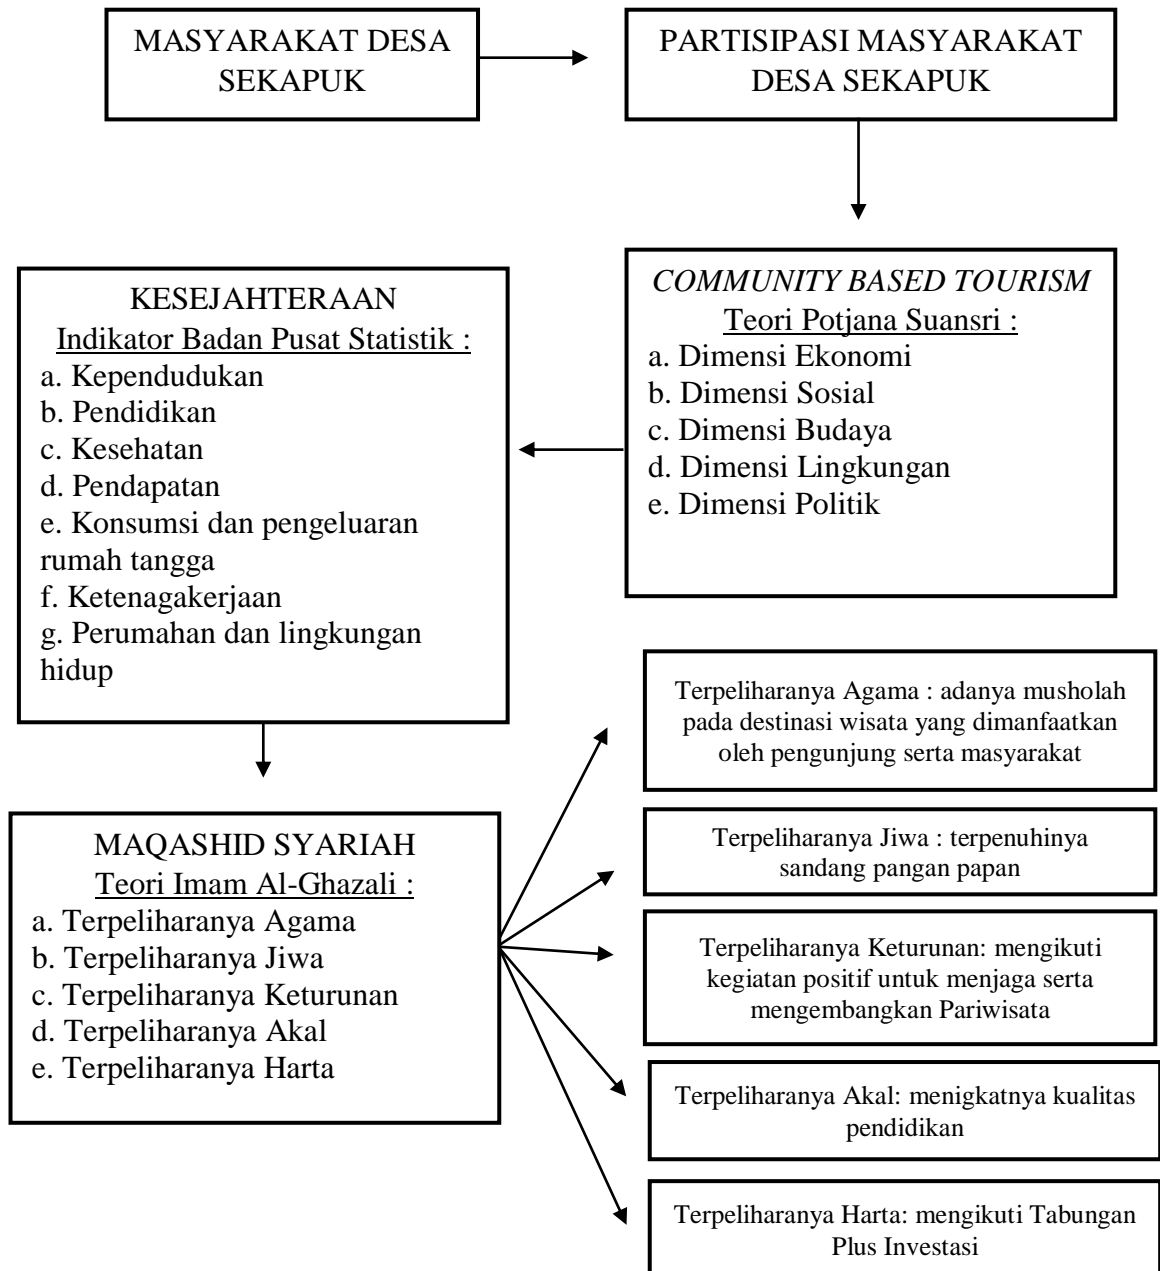 MASYARAKAT DESA
SEKAPUK
PARTISIPASI MASYARAKAT
DESA SEKAPUK
COMMUNITY BASED TOURISM
Teori Potjana Suansri :
a. Dimensi Ekonomi
b. Dimensi Sosial
c. Dimensi Budaya
d. Dimensi Lingkungan
e. Dimensi Politik
KESEJAHTERAAN
Indikator Badan Pusat Statistik :
a. Kependudukan
b. Pendidikan
c. Kesehatan
d. Pendapatan
e. Konsumsi dan pengeluaran
rumah tangga
f. Ketenagakerjaan
g. Perumahan dan lingkungan
hidup
MAQASHID SYARIAH
Teori Imam Al-Ghazali :
a. Terpeliharanya Agama
b. Terpeliharanya Jiwa
c. Terpeliharanya Keturunan
d. Terpeliharanya Akal
e. Terpeliharanya Harta
Terpeliharanya Agama : adanya musholah
pada destinasi wisata yang dimanfaatkan
oleh pengunjung serta masyarakat
Terpeliharanya Jiwa : terpenuhinya
sandang pangan papan
Terpeliharanya Keturunan: mengikuti
kegiatan positif untuk menjaga serta
mengembangkan Pariwisata
Terpeliharanya Akal: menigkatnya kualitas
pendidikan
Terpeliharanya Harta: mengikuti Tabungan
Plus Investasi